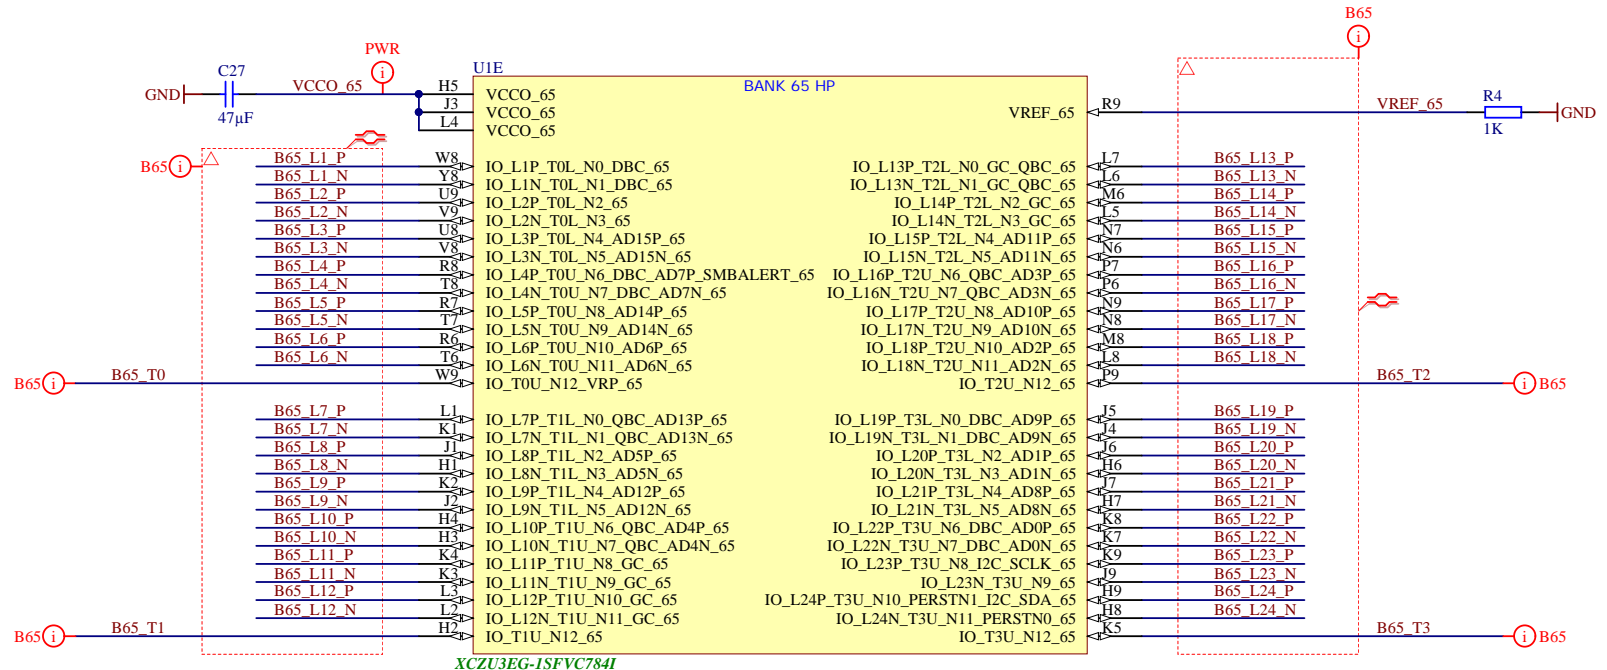 B65
PWR
U1E
C27
GND
VCCO_65
47µF
BANK 65 HP
H5 VCCO_65
J3 VCCO_65
L4 VCCO_65
VREF_65 R9 VREF_65
R4
1K
GND
B65
B65_L1_P W8 IO_L1P_T0L_N0_DBC_65 IO_L13P_T2L_N0_GC_QBC_65 L7 B65_L13_P
B65_L1_N Y8 IO_L1N_T0L_N1_DBC_65 IO_L13N_T2L_N1_GC_QBC_65 L6 B65_L13_N
B65_L2_P U9 IO_L2P_T0L_N2_65 IO_L14P_T2L_N2_GC_65 M6 B65_L14_P
B65_L2_N V9 IO_L2N_T0L_N3_65 IO_L14N_T2L_N3_GC_65 L5 B65_L14_N
B65_L3_P U8 IO_L3P_T0L_N4_AD15P_65 IO_L15P_T2L_N4_AD11P_65 N7 B65_L15_P
B65_L3_N V8 IO_L3N_T0L_N5_AD15N_65 IO_L15N_T2L_N5_AD11N_65 N6 B65_L15_N
B65_L4_P R8 IO_L4P_T0U_N6_DBC_AD7P_SMBALERT_65 IO_L16P_T2U_N6_QBC_AD3P_65 P7 B65_L16_P
B65_L4_N T8 IO_L4N_T0U_N7_DBC_AD7N_65 IO_L16N_T2U_N7_QBC_AD3N_65 P6 B65_L16_N
B65_L5_P R7 IO_L5P_T0U_N8_AD14P_65 IO_L17P_T2U_N8_AD10P_65 N9 B65_L17_P
B65_L5_N T7 IO_L5N_T0U_N9_AD14N_65 IO_L17N_T2U_N9_AD10N_65 N8 B65_L17_N
B65_L6_P R6 IO_L6P_T0U_N10_AD6P_65 IO_L18P_T2U_N10_AD2P_65 M8 B65_L18_P
B65_L6_N T6 IO_L6N_T0U_N11_AD6N_65 IO_L18N_T2U_N11_AD2N_65 L8 B65_L18_N
B65 B65_T0 W9 IO_T0U_N12_VRP_65 IO_T2U_N12_65 P9 B65_T2 B65
B65_L7_P L1 IO_L7P_T1L_N0_QBC_AD13P_65 IO_L19P_T3L_N0_DBC_AD9P_65 J5 B65_L19_P
B65_L7_N K1 IO_L7N_T1L_N1_QBC_AD13N_65 IO_L19N_T3L_N1_DBC_AD9N_65 J4 B65_L19_N
B65_L8_P J1 IO_L8P_T1L_N2_AD5P_65 IO_L20P_T3L_N2_AD1P_65 J6 B65_L20_P
B65_L8_N H1 IO_L8N_T1L_N3_AD5N_65 IO_L20N_T3L_N3_AD1N_65 H6 B65_L20_N
B65_L9_P K2 IO_L9P_T1L_N4_AD12P_65 IO_L21P_T3L_N4_AD8P_65 J7 B65_L21_P
B65_L9_N J2 IO_L9N_T1L_N5_AD12N_65 IO_L21N_T3L_N5_AD8N_65 H7 B65_L21_N
B65_L10_P H4 IO_L10P_T1U_N6_QBC_AD4P_65 IO_L22P_T3U_N6_DBC_AD0P_65 K8 B65_L22_P
B65_L10_N H3 IO_L10N_T1U_N7_QBC_AD4N_65 IO_L22N_T3U_N7_DBC_AD0N_65 K7 B65_L22_N
B65_L11_P K4 IO_L11P_T1U_N8_GC_65 IO_L23P_T3U_N8_I2C_SCLK_65 K9 B65_L23_P
B65_L11_N K3 IO_L11N_T1U_N9_GC_65 IO_L23N_T3U_N9_65 J9 B65_L23_N
B65_L12_P L3 IO_L12P_T1U_N10_GC_65 IO_L24P_T3U_N10_PERSTN1_I2C_SDA_65 H9 B65_L24_P
B65_L12_N L2 IO_L12N_T1U_N11_GC_65 IO_L24N_T3U_N11_PERSTN0_65 H8 B65_L24_N
B65 B65_T1 H2 IO_T1U_N12_65 IO_T3U_N12_65 K5 B65_T3 B65
XCZU3EG-1SFVC784I